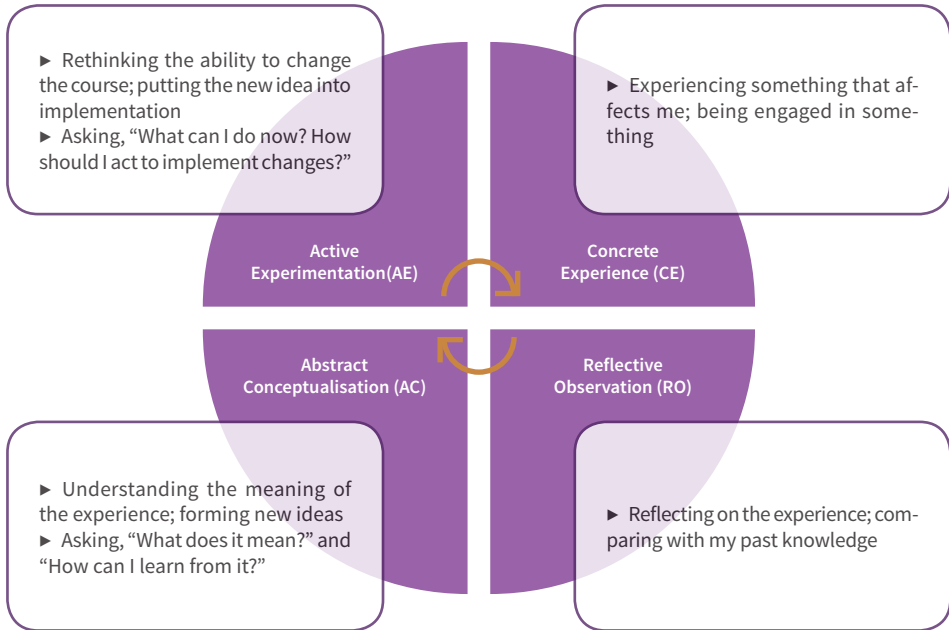 ► Rethinking the ability to change
the course; putting the new idea into
implementation
► Asking, “What can I do now? How
should I act to implement changes?”
► Experiencing something that af-
fects me; being engaged in some-
thing
Active
Experimentation(AE)
Concrete
Experience (CE)
Abstract
Conceptualisation (AC)
Reflective
Observation (RO)
► Understanding the meaning of
the experience; forming new ideas
► Asking, “What does it mean?” and
“How can I learn from it?”
► Reflecting on the experience; com-
paring with my past knowledge